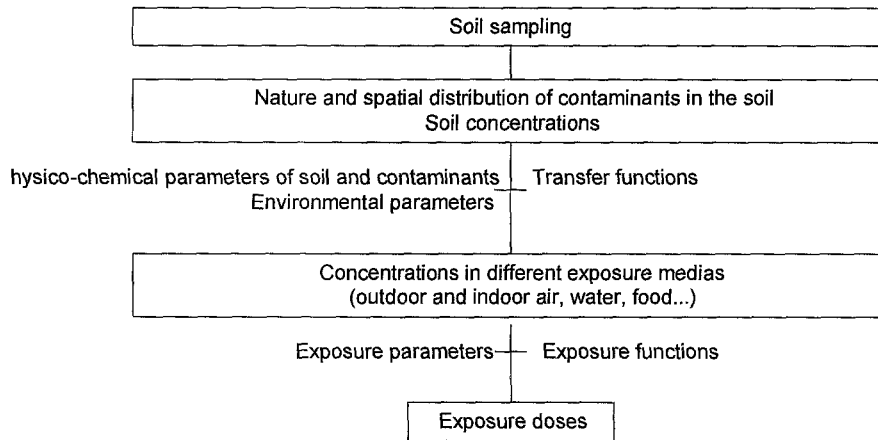 Soil sampling
Nature and spatial distribution of contaminants in the soil
Soil concentrations
hysico-chemical parameters of soil and contaminants Transfer functions
Environmental parameters
Concentrations in different exposure medias
(outdoor and indoor air, water, food...)
Exposure parameters Exposure functions
Exposure doses